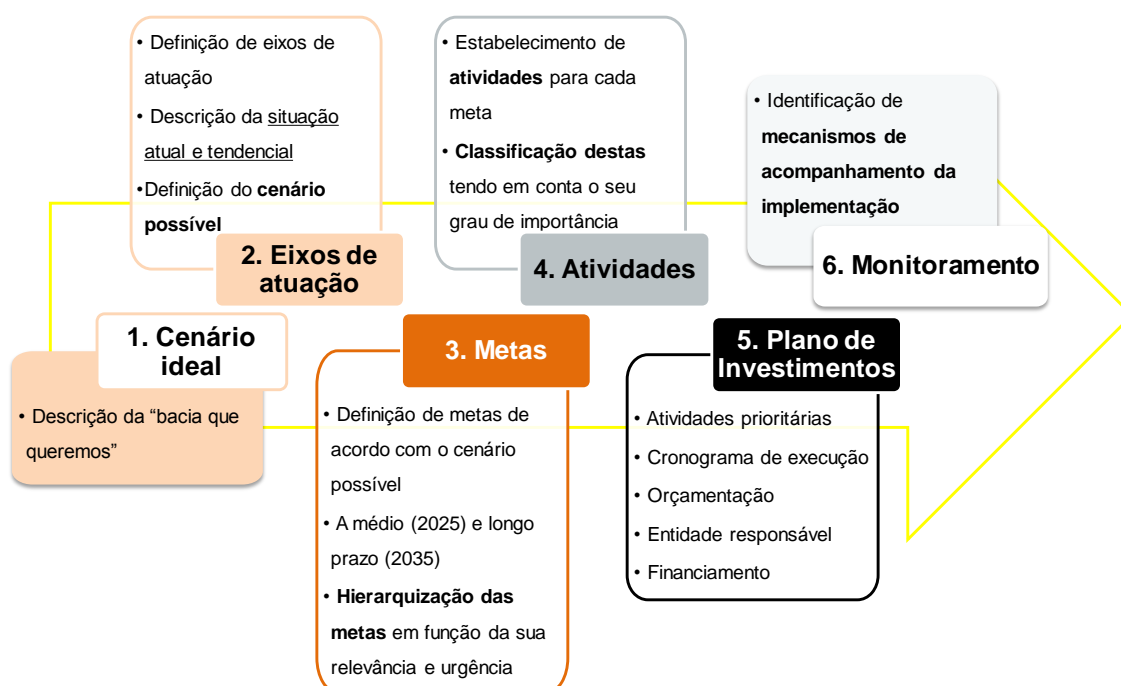 1. Cenário
ideal
• Descrição da “bacia que
queremos”
• Definição de eixos de
atuação
• Descrição da situação
atual e tendencial
•Definição do cenário
possível
2. Eixos de
atuação
3. Metas
• Definição de metas de
acordo com o cenário
possível
• A médio (2025) e longo
prazo (2035)
• Hierarquização das
metas em função da sua
relevância e urgência
• Estabelecimento de
atividades para cada
meta
• Classificação destas
tendo em conta o seu
grau de importância
4. Atividades
5. Plano de
Investimentos
• Atividades prioritárias
• Cronograma de execução
• Orçamentação
• Entidade responsável
• Financiamento
• Identificação de
mecanismos de
acompanhamento da
implementação
6. Monitoramento